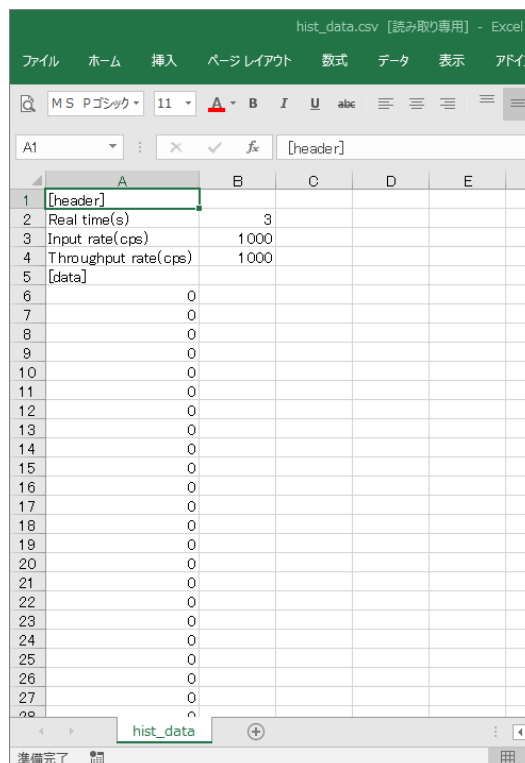 hist_data.csv [読み取り専用] - Excel
ファイル ホーム 挿入 ページ レイアウト 数式 データ 表示
MS Pゴシック 11 A B I U abc
A1 fx [header]
A B C D E
1 [header]
2 Real time(s) 3
3 Input rate(cps) 1000
4 Throughput rate(cps) 1000
5 [data]
6 0
7 0
8 0
9 0
10 0
11 0
12 0
13 0
14 0
15 0
16 0
17 0
18 0
19 0
20 0
21 0
22 0
23 0
24 0
25 0
26 0
27 0
28 0
hist_data
準備完了